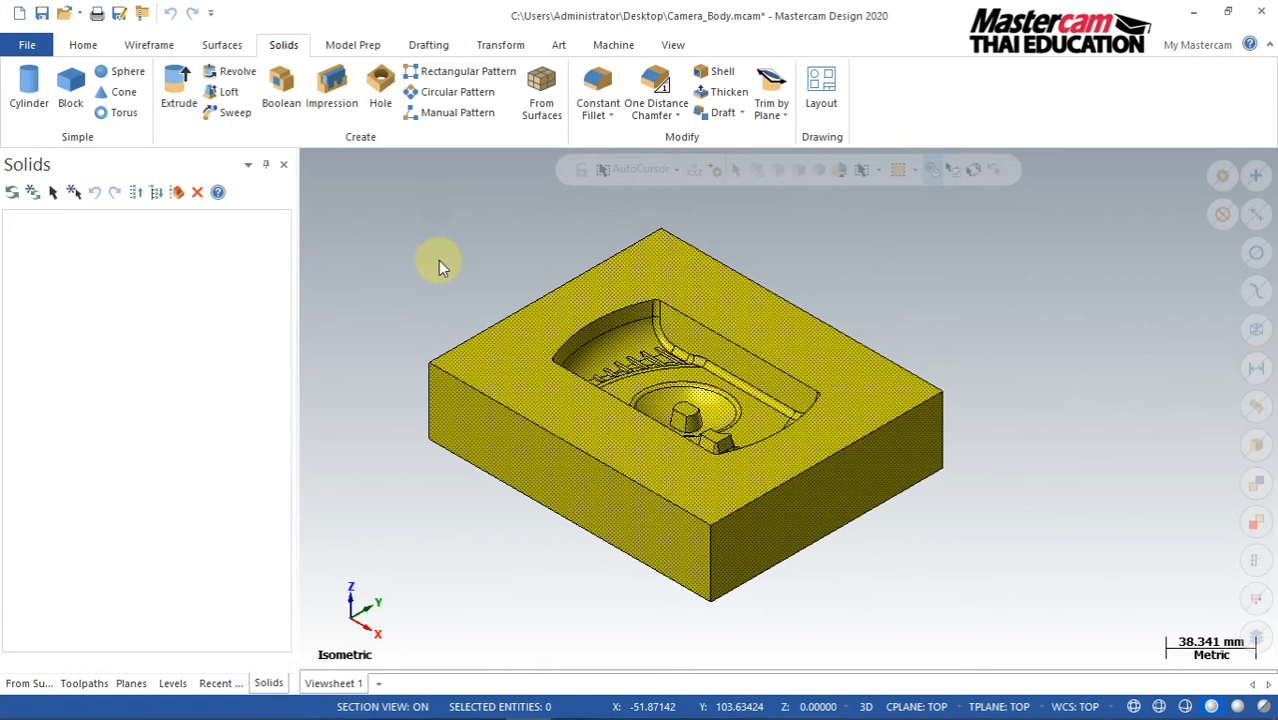 C:\Users\Administrator\Desktop\Camera_Body.mcam* - Mastercam Design 2020
Mastercam
THAI EDUCATION
File
Home
Wireframe
Surfaces
Solids
Model Prep
Drafting
Transform
Art
Machine
View
My Mastercam
Cylinder
Block
Sphere
Cone
Torus
Simple
Extrude
Revolve
Loft
Sweep
Boolean
Impression
Hole
Rectangular Pattern
Circular Pattern
Manual Pattern
From
Surfaces
Create
Constant
Fillet
One Distance
Chamfer
Shell
Thicken
Draft
Trim by
Plane
Modify
Layout
Drawing
Solids
AutoCursor
Z
Y
X
Isometric
38.341 mm
Metric
From Su...
Toolpaths
Planes
Levels
Recent ...
Solids
Viewsheet 1
+
SECTION VIEW: ON
SELECTED ENTITIES: 0
X: -51.87142
Y: 103.63424
Z: 0.00000
3D
CPLANE: TOP
TPLANE: TOP
WCS: TOP